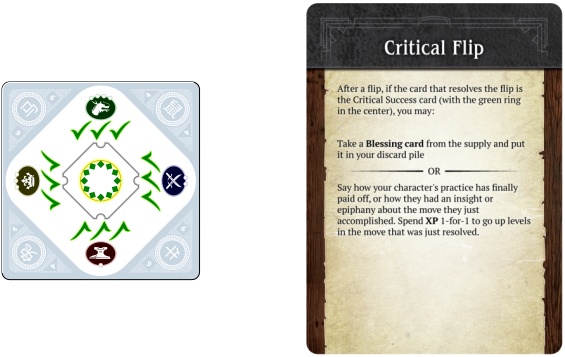 Critical Flip
After a flip, if the card that resolves the flip is
the Critical Success card (with the green ring
in the center), you may:
Take a Blessing card from the supply and put
it in your discard pile
OR
Say how your character's practice has finally
paid off, or how they had an insight or
epiphany about the move they just
accomplished. Spend XP 1-for-1 to go up levels
in the move that was just resolved.